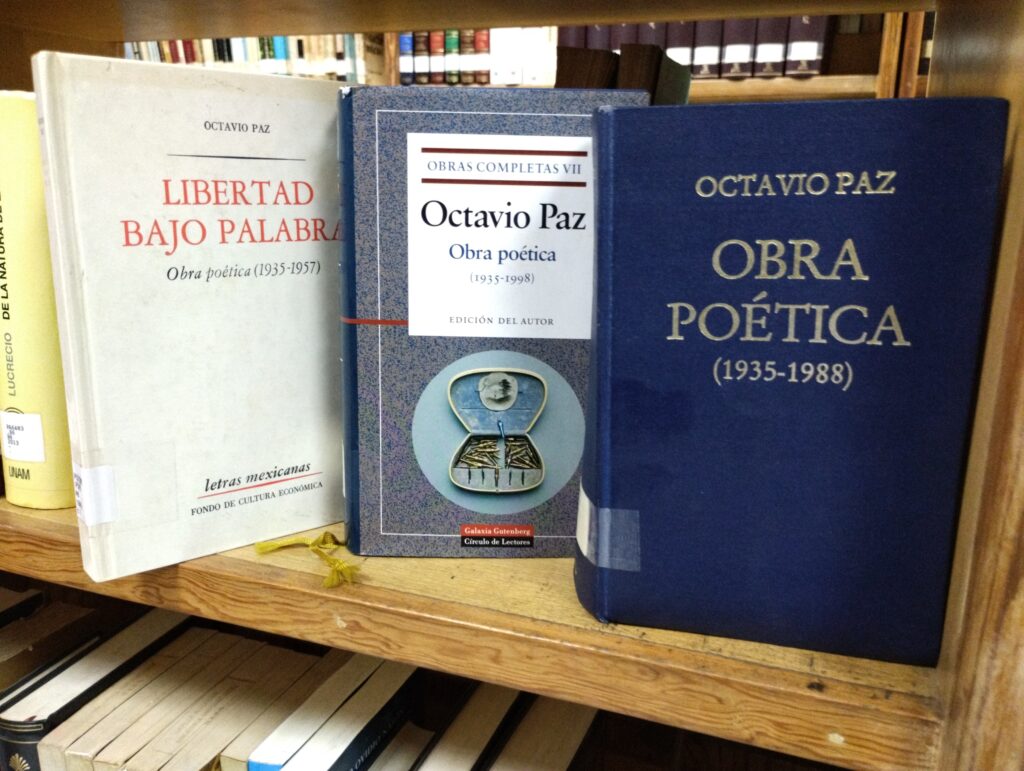 LUCRECIO DE LA NATURA DE
2013
UNAM
OCTAVIO PAZ
LIBERTAD
BAJO PALABRA
Obra poética (1935-1957)
letras mexicanas
FONDO DE CULTURA ECONÓMICA
OBRAS COMPLETAS VII
Octavio Paz
Obra poética
(1935-1998)
EDICIÓN DEL AUTOR
Galaxia Gutenberg
Círculo de Lectores
OCTAVIO PAZ
OBRA
POÉTICA
(1935-1988)